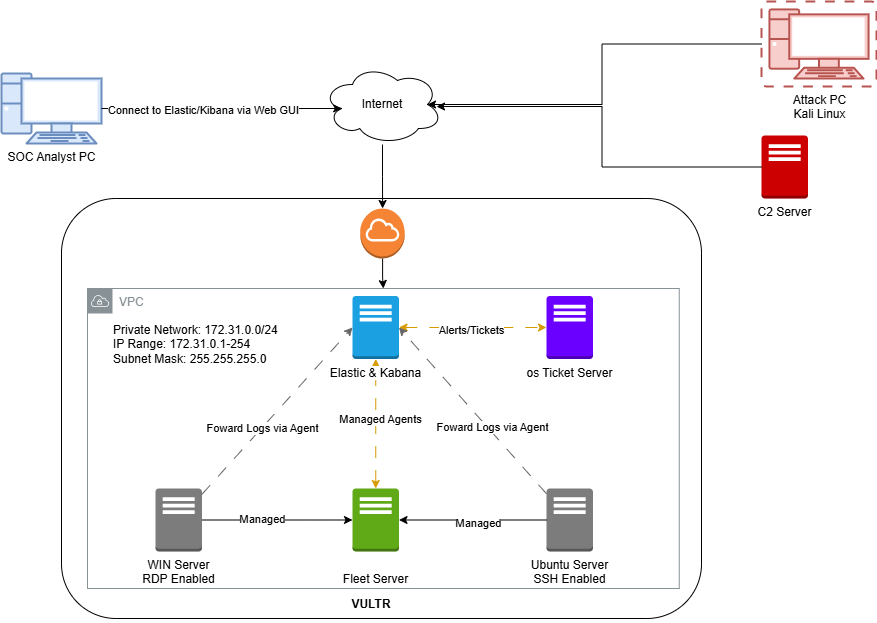 Attack PC
Kali Linux
Internet
Connect to Elastic/Kibana via Web GUI
SOC Analyst PC
C2 Server
VPC
Private Network: 172.31.0.0/24
IP Range: 172.31.0.1-254
Subnet Mask: 255.255.255.0
Alerts/Tickets
Elastic & Kabana
os Ticket Server
Managed Agents
Foward Logs via Agent
Foward Logs via Agent
Managed
Managed
WIN Server
RDP Enabled
Fleet Server
Ubuntu Server
SSH Enabled
VULTR